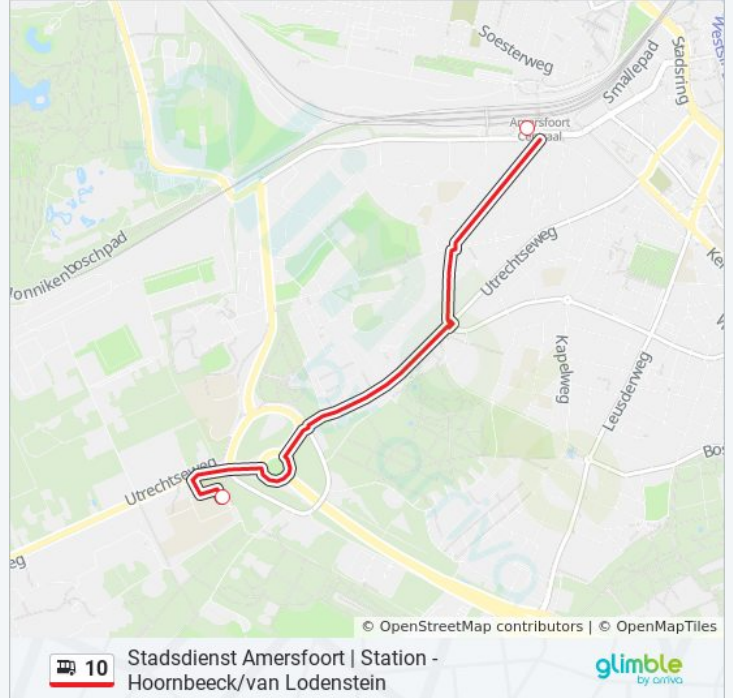 Soesterweg
Smallepad
Stadsring
Amersfoort
Centraal
onnikenboschpad
Utrechtseweg
Kapelweg
Leusderweg
Utrechtseweg
© OpenStreetMap contributors | © OpenMapTiles
10
Stadsdienst Amersfoort | Station -
Hoornbeeck/van Lodenstein
glimble
by arriva